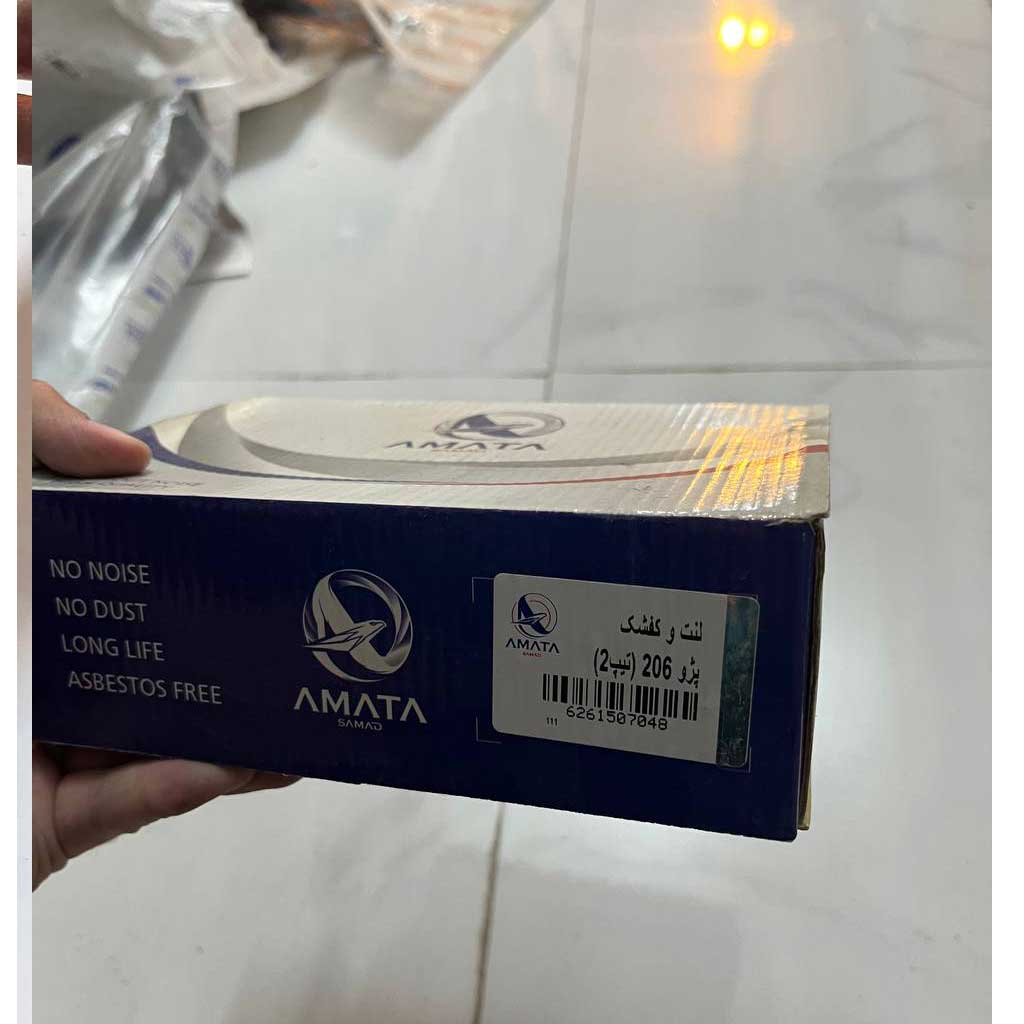 AMATA
NO NOISE
NO DUST
LONG LIFE
ASBESTOS FREE
AMATA
SAMAD
AMATA
SAMAD
لنت و کفشک
پژو 206 (تیپ2)
6261507048
111